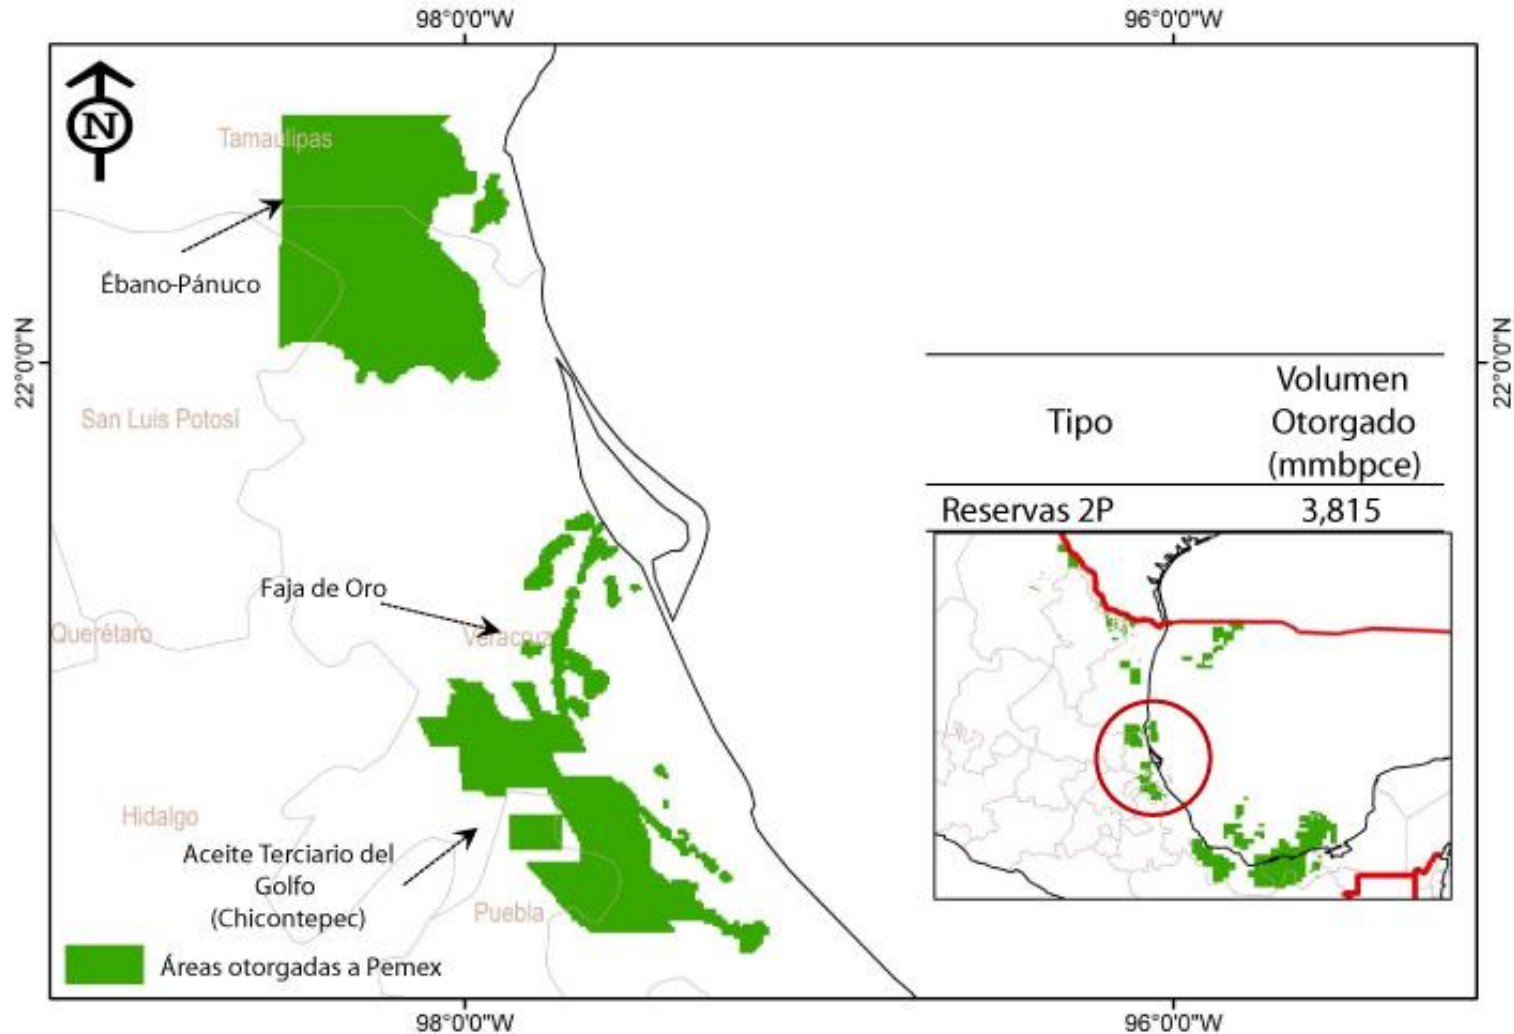 98°0'0"W
96°0'0"W
N
Tamaulipas
Ébano-Pánuco
22°0'0"N
22°0'0"N
San Luis Potosí
Tipo
Volumen
Otorgado
(mmbpce)
Reservas 2P 3,815
Faja de Oro
Querétaro
Veracruz
Hidalgo
Aceite Terciario del
Golfo
(Chicontepec)
Puebla
Áreas otorgadas a Pemex
98°0'0"W
96°0'0"W